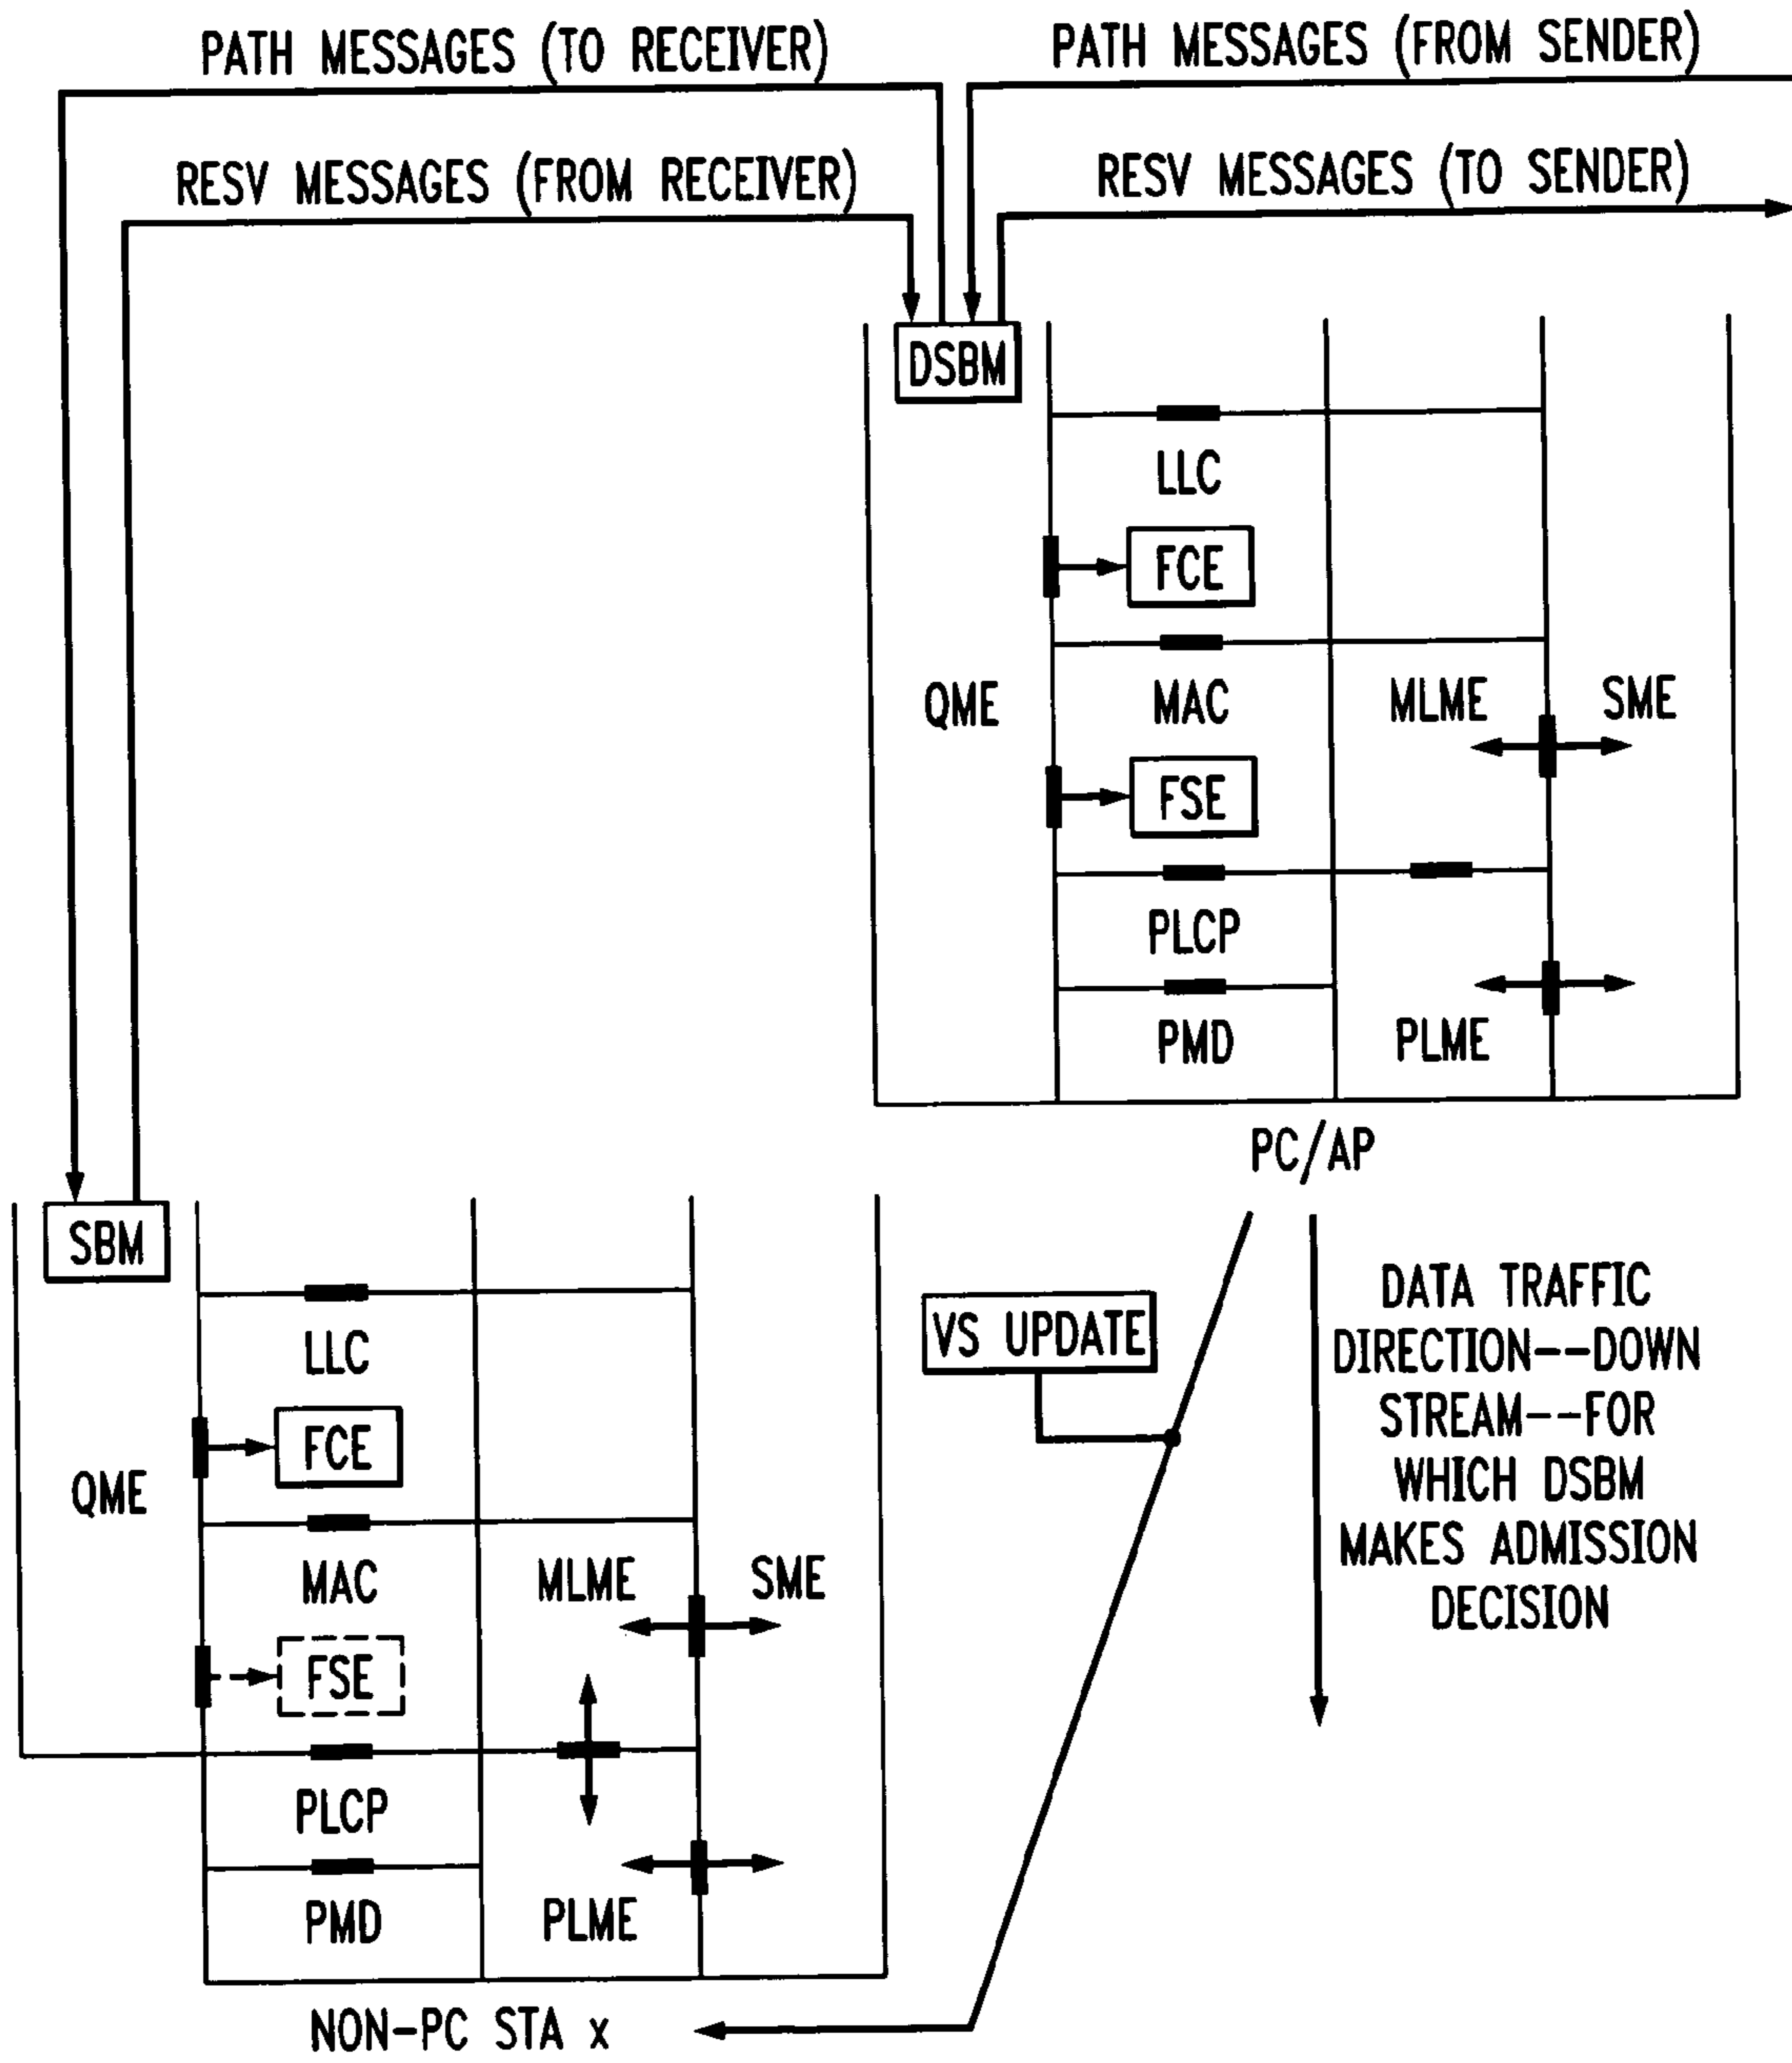 PATH MESSAGES (TO RECEIVER)
PATH MESSAGES (FROM SENDER)
RESV MESSAGES (FROM RECEIVER)
RESV MESSAGES (TO SENDER)
DSBM
LLC
FCE
QME
MAC
MLME
SME
FSE
PLCP
PMD
PLME
PC/AP
SBM
LLC
FCE
QME
MAC
MLME
SME
FSE
PLCP
PMD
PLME
NON-PC STA x
VS UPDATE
DATA TRAFFIC
DIRECTION--DOWN
STREAM--FOR
WHICH DSBM
MAKES ADMISSION
DECISION